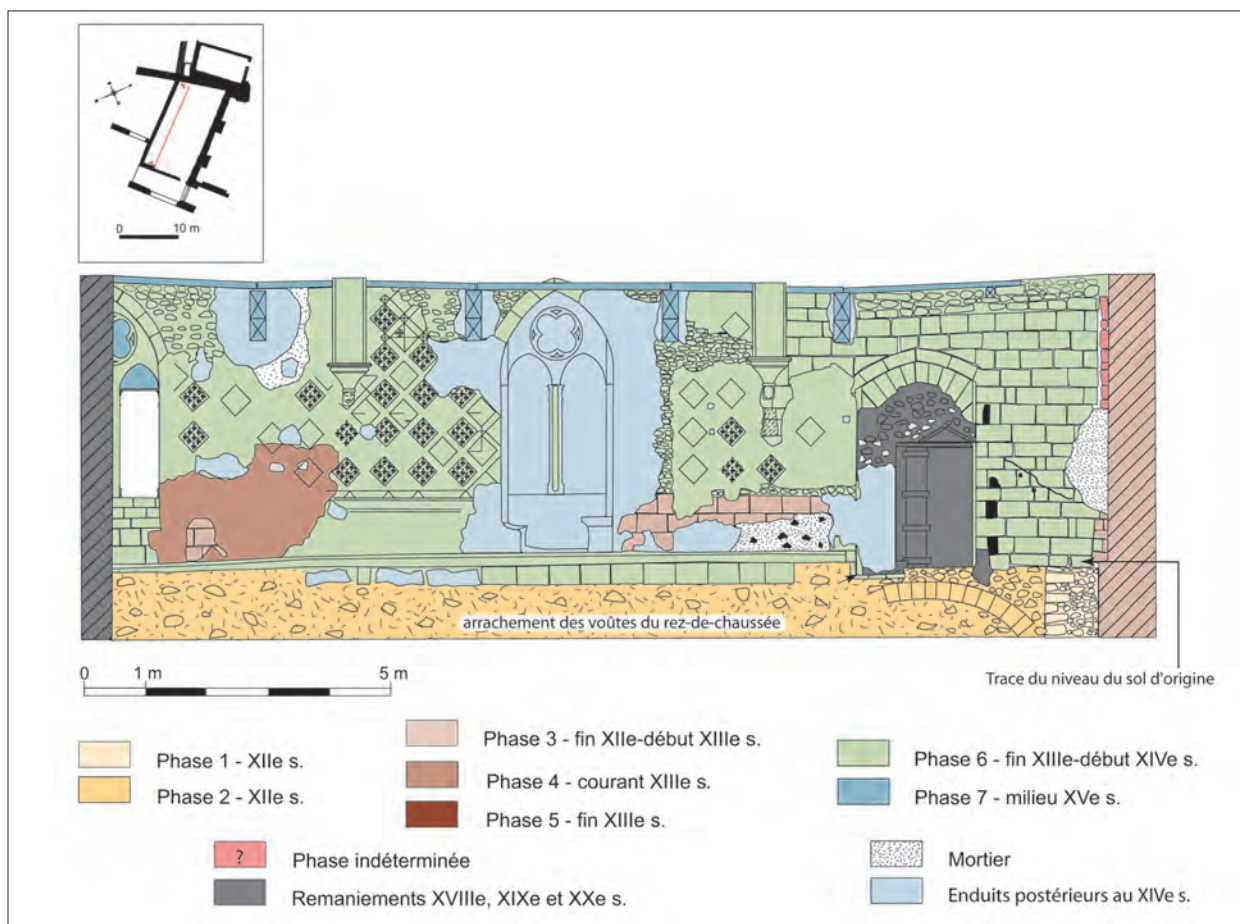 0 10 m
arrachement des voûtes du rez-de-chaussée
0 1 m 5 m
Trace du niveau du sol d'origine
Phase 1 - XIIe s.
Phase 2 - XIIe s.
Phase 3 - fin XIIe-début XIIIe s.
Phase 4 - courant XIIIe s.
Phase 5 - fin XIIIe s.
Phase 6 - fin XIIIe-début XIVe s.
Phase 7 - milieu XVe s.
? Phase indéterminée
Remaniements XVIIIe, XIXe et XXe s.
Mortier
Enduits postérieurs au XIVe s.